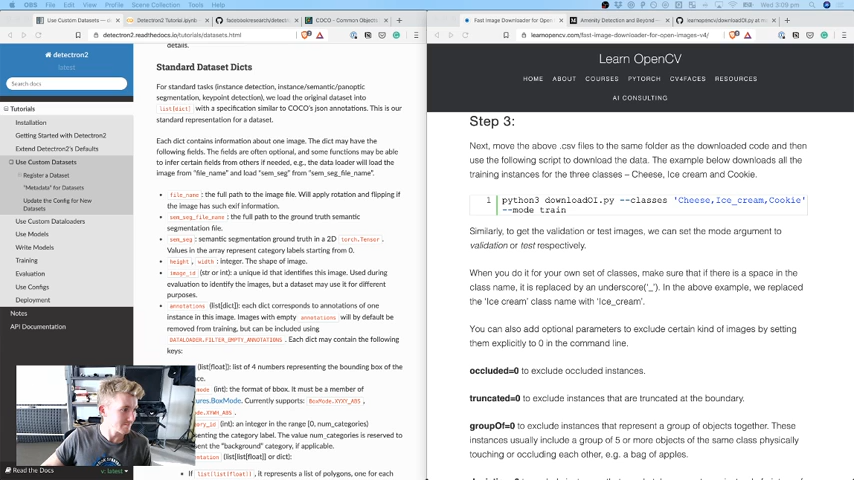 OBS File Edit View Profile Scene Collection Tools Help
Wed 3:09 pm
Use Custom Datasets
Detectron2 Tutorial.ipynb
facebookresearch/detectro
COCO - Common Objects
Fast Image Downloader for Open
Amenity Detection and Beyond
learnopencv/downloadOI.py at m
detectron2.readthedocs.io/tutorials/datasets.html
learnopencv.com/fast-image-downloader-for-open-images-v4/
detectron2
latest
Search docs
Tutorials
Installation
Getting Started with Detectron2
Extend Detectron2's Defaults
Use Custom Datasets
Register a Dataset
"Metadata" for Datasets
Update the Config for New
Datasets
Use Custom Dataloaders
Use Models
Write Models
Training
Evaluation
Use Configs
Deployment
Notes
API Documentation
Read the Docs
v: latest
details.
Standard Dataset Dicts
For standard tasks (instance detection, instance/semantic/panoptic
segmentation, keypoint detection), we load the original dataset into
list[dict] with a specification similar to COCO's json annotations. This is our
standard representation for a dataset.
Each dict contains information about one image. The dict may have the
following fields. The fields are often optional, and some functions may be able
to infer certain fields from others if needed, e.g., the data loader will load the
image from "file_name" and load "sem_seg" from "sem_seg_file_name".
file_name : the full path to the image file. Will apply rotation and flipping if
the image has such exif information.
sem_seg_file_name : the full path to the ground truth semantic
segmentation file.
sem_seg : semantic segmentation ground truth in a 2D torch.Tensor.
Values in the array represent category labels starting from 0.
height, width : integer. The shape of image.
image_id (str or int): a unique id that identifies this image. Used during
evaluation to identify the images, but a dataset may use it for different
purposes.
annotations (list[dict]): each dict corresponds to annotations of one
instance in this image. Images with empty annotations will by default be
removed from training, but can be included using
DATALOADER.FILTER_EMPTY_ANNOTATIONS. Each dict may contain the following
keys:
(list[float]): list of 4 numbers representing the bounding box of the
ce.
mode (int): the format of bbox. It must be a member of
ures.BoxMode. Currently supports: BoxMode.XYXY_ABS,
de.XYWH_ABS
ry_id (int): an integer in the range [0, num_categories)
enting the category label. The value num_categories is reserved to
sent the "background" category, if applicable.
tation (list[list[float]] or dict):
If list[list[float]], it represents a list of polygons, one for each
Learn OpenCV
HOME ABOUT COURSES PYTORCH CV4FACES RESOURCES
AI CONSULTING
Step 3:
Next, move the above .csv files to the same folder as the downloaded code and then
use the following script to download the data. The example below downloads all the
training instances for the three classes – Cheese, Ice cream and Cookie.
1 python3 downloadOI.py --classes 'Cheese,Ice_cream,Cookie'
--mode train
Similarly, to get the validation or test images, we can set the mode argument to
validation or test respectively.
When you do it for your own set of classes, make sure that if there is a space in the
class name, it is replaced by an underscore('_'). In the above example, we replaced
the 'Ice cream' class name with 'Ice_cream'.
You can also add optional parameters to exclude certain kind of images by setting
them explicitly to 0 in the command line.
occluded=0 to exclude occluded instances.
truncated=0 to exclude instances that are truncated at the boundary.
groupOf=0 to exclude instances that represent a group of objects together. These
instances usually include a group of 5 or more objects of the same class physically
touching or occluding each other, e.g. a bag of apples.